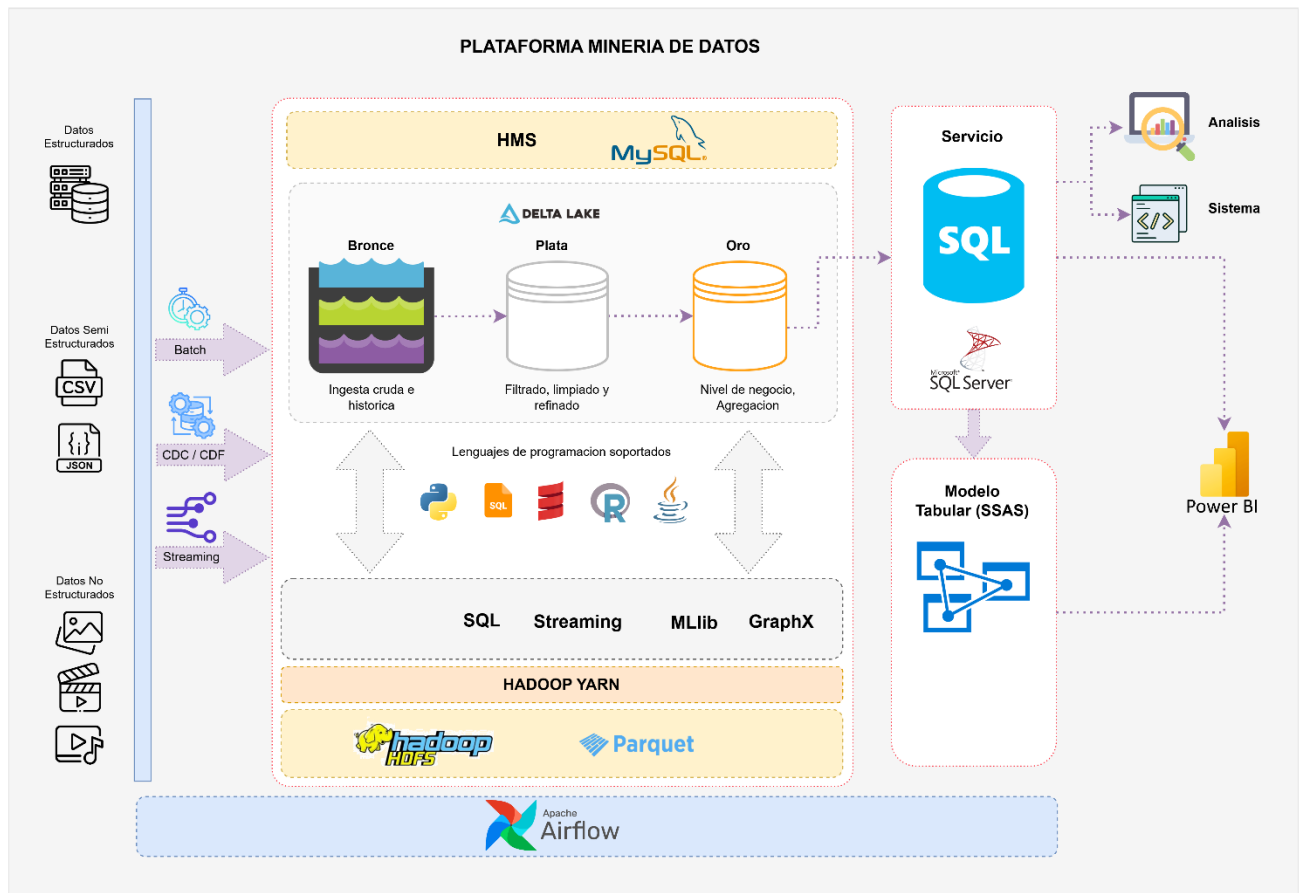 PLATAFORMA MINERIA DE DATOS
Datos
Estructurados
Datos Semi
Estructurados
CSV
{i}
JSON
Datos No
Estructurados
Batch
CDC / CDF
Streaming
HMS
MySQL®
DELTA LAKE
Bronce
Plata
Oro
Ingesta cruda e
historica
Filtrado, limpiado y
refinado
Nivel de negocio,
Agregacion
Lenguajes de programacion soportados
SQL
R
SQL
Streaming
MLlib
GraphX
HADOOP YARN
hadoop
HDFS
Parquet
Apache
Airflow
Servicio
SQL
Microsoft®
SQL Server
Modelo
Tabular (SSAS)
Analisis
</>
Sistema
Power BI